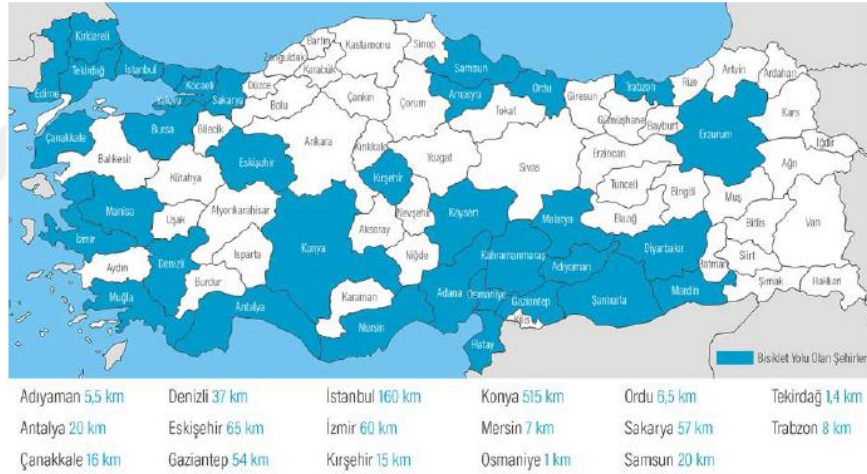 Kırklareli
Edirne
Tekirdağ
İstanbul
Kocaeli
Yalova
Sakarya
Düzce
Zonguldak
Bartın
Karabük
Kastamonu
Sinop
Samsun
Ordu
Giresun
Trabzon
Rize
Artvin
Ardahan
Kars
Iğdır
Bolu
Çankırı
Çorum
Amasya
Tokat
Gümüşhane
Bayburt
Erzurum
Ağrı
Çanakkale
Bursa
Bilecik
Balıkesir
Kütahya
Eskişehir
Ankara
Kırıkkale
Kırşehir
Yozgat
Sivas
Erzincan
Tunceli
Bingöl
Muş
Bitlis
Van
Manisa
İzmir
Uşak
Afyonkarahisar
Konya
Aksaray
Nevşehir
Kayseri
Malatya
Elazığ
Diyarbakır
Batman
Siirt
Şırnak
Hakkari
Aydın
Denizli
Isparta
Burdur
Muğla
Antalya
Karaman
Niğde
Mersin
Adana
Kahramanmaraş
Osmaniye
Gaziantep
Kilis
Hatay
Adıyaman
Şanlıurfa
Mardin
Bisiklet Yolu Olan Şehirler
Adıyaman 5,5 km Denizli 37 km İstanbul 160 km Konya 515 km Ordu 6,5 km Tekirdağ 1,4 km
Antalya 20 km Eskişehir 65 km İzmir 60 km Mersin 7 km Sakarya 57 km Trabzon 8 km
Çanakkale 16 km Gaziantep 54 km Kırşehir 15 km Osmaniye 1 km Samsun 20 km